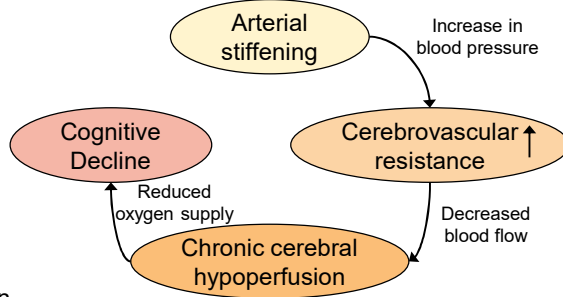 Arterial
stiffening
Increase in
blood pressure
Cerebrovascular ↑
resistance
Decreased
blood flow
Chronic cerebral
hypoperfusion
Reduced
oxygen supply
Cognitive
Decline